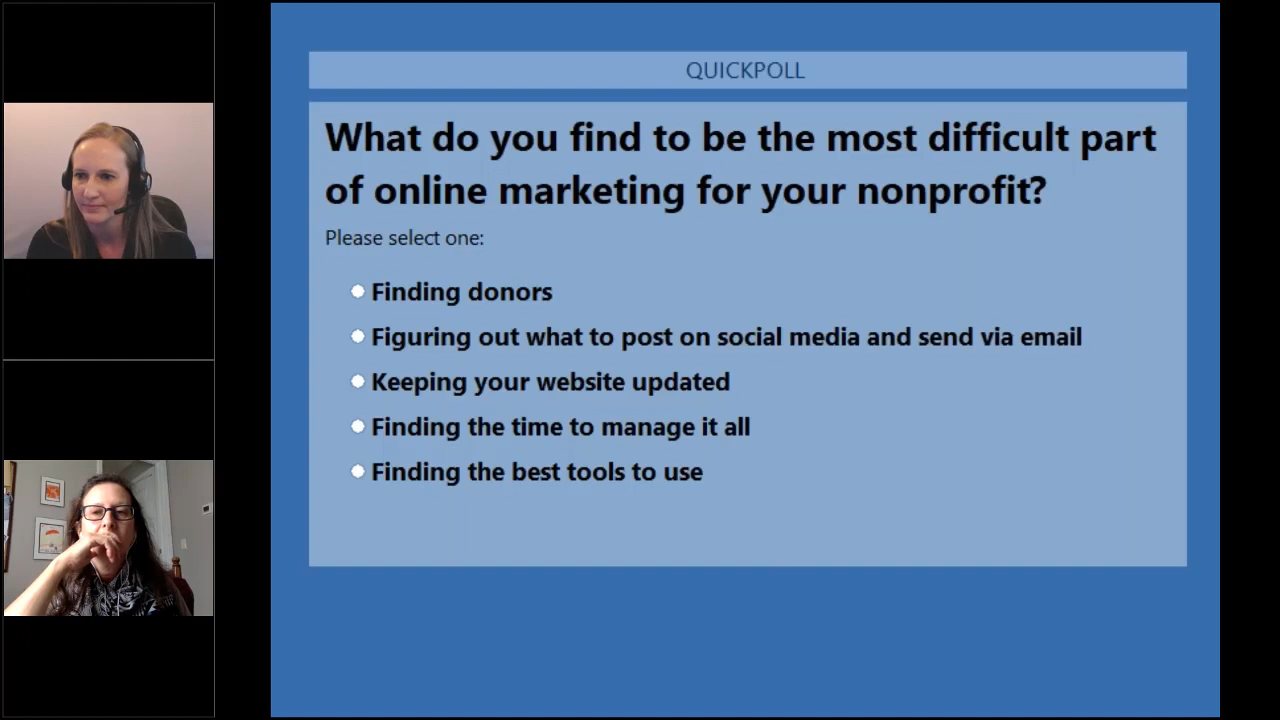 QUICKPOLL
What do you find to be the most difficult part
of online marketing for your nonprofit?
Please select one:
Finding donors
Figuring out what to post on social media and send via email
Keeping your website updated
Finding the time to manage it all
Finding the best tools to use